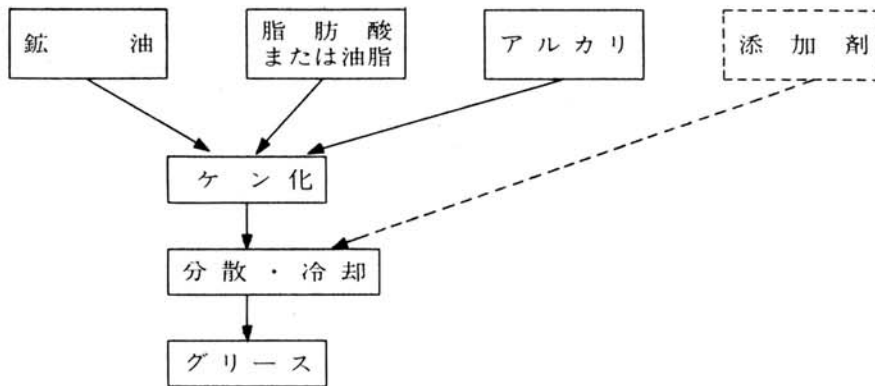 鉱油
脂肪酸
または油脂
アルカリ
添加剤
ケン化
分散・冷却
グリース